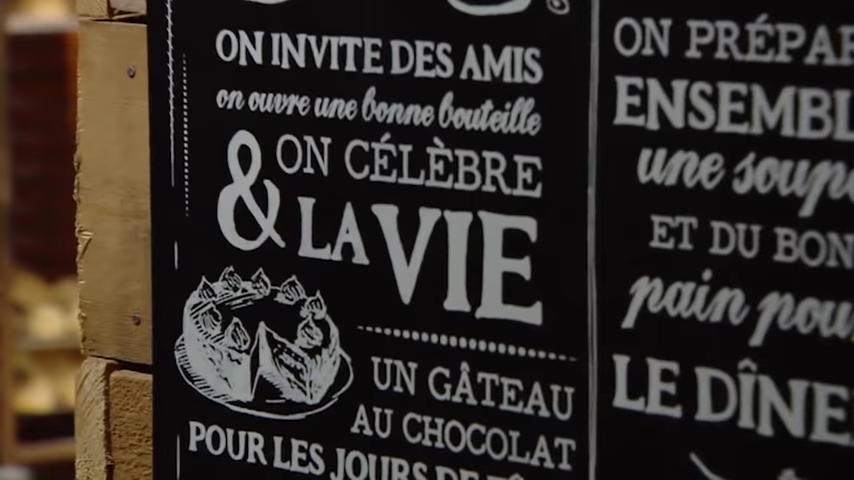 ON INVITE DES AMIS
on ouvre une bonne bouteille
& ON CÉLÈBRE
LA VIE
UN GÂTEAU
AU CHOCOLAT
POUR LES JOURS DE
ON PRÉPAR
ENSEMBL
une soup
ET DU BON
pain pou
LE DÎNE